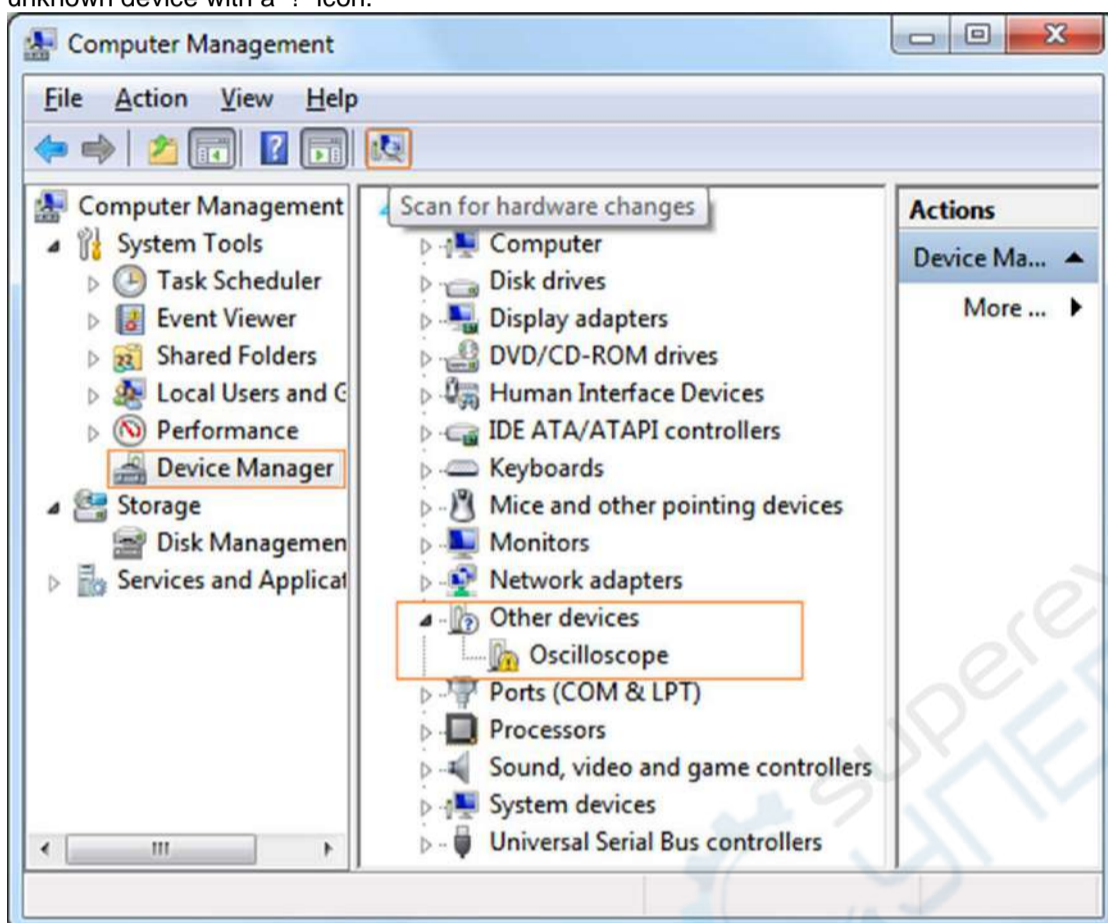 unknown device with a "?" icon.
Computer Management
File Action View Help
Scan for hardware changes
Computer Management
System Tools
Task Scheduler
Event Viewer
Shared Folders
Local Users and G
Performance
Device Manager
Storage
Disk Managemen
Services and Applicat
Computer
Disk drives
Display adapters
DVD/CD-ROM drives
Human Interface Devices
IDE ATA/ATAPI controllers
Keyboards
Mice and other pointing devices
Monitors
Network adapters
Other devices
Oscilloscope
Ports (COM & LPT)
Processors
Sound, video and game controllers
System devices
Universal Serial Bus controllers
Actions
Device Ma...
More ...